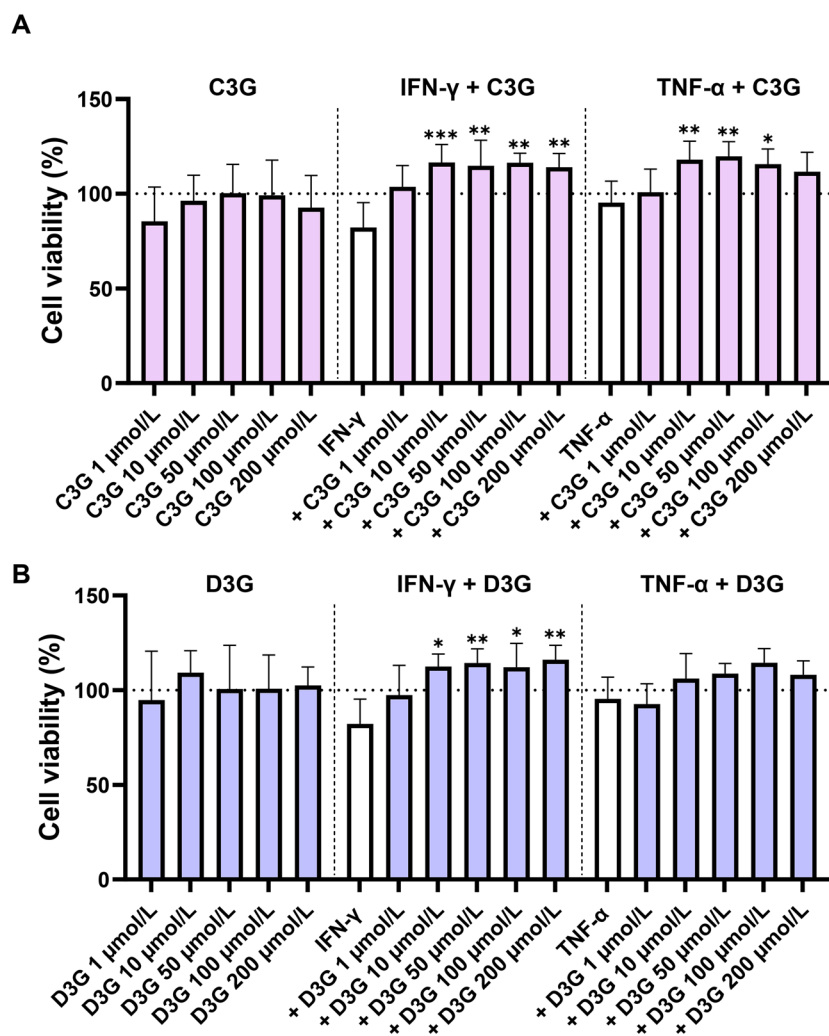 A
C3G
IFN-γ + C3G
TNF-α + C3G
Cell viability (%)
150
100
50
0
***
**
**
**
**
**
*
C3G 1 μmol/L
C3G 10 μmol/L
C3G 50 μmol/L
C3G 100 μmol/L
C3G 200 μmol/L
IFN-γ
+ C3G 1 μmol/L
+ C3G 10 μmol/L
+ C3G 50 μmol/L
+ C3G 100 μmol/L
+ C3G 200 μmol/L
TNF-α
+ C3G 1 μmol/L
+ C3G 10 μmol/L
+ C3G 50 μmol/L
+ C3G 100 μmol/L
+ C3G 200 μmol/L
B
D3G
IFN-γ + D3G
TNF-α + D3G
Cell viability (%)
150
100
50
0
*
**
*
**
D3G 1 μmol/L
D3G 10 μmol/L
D3G 50 μmol/L
D3G 100 μmol/L
D3G 200 μmol/L
IFN-γ
+ D3G 1 μmol/L
+ D3G 10 μmol/L
+ D3G 50 μmol/L
+ D3G 100 μmol/L
+ D3G 200 μmol/L
TNF-α
+ D3G 1 μmol/L
+ D3G 10 μmol/L
+ D3G 50 μmol/L
+ D3G 100 μmol/L
+ D3G 200 μmol/L